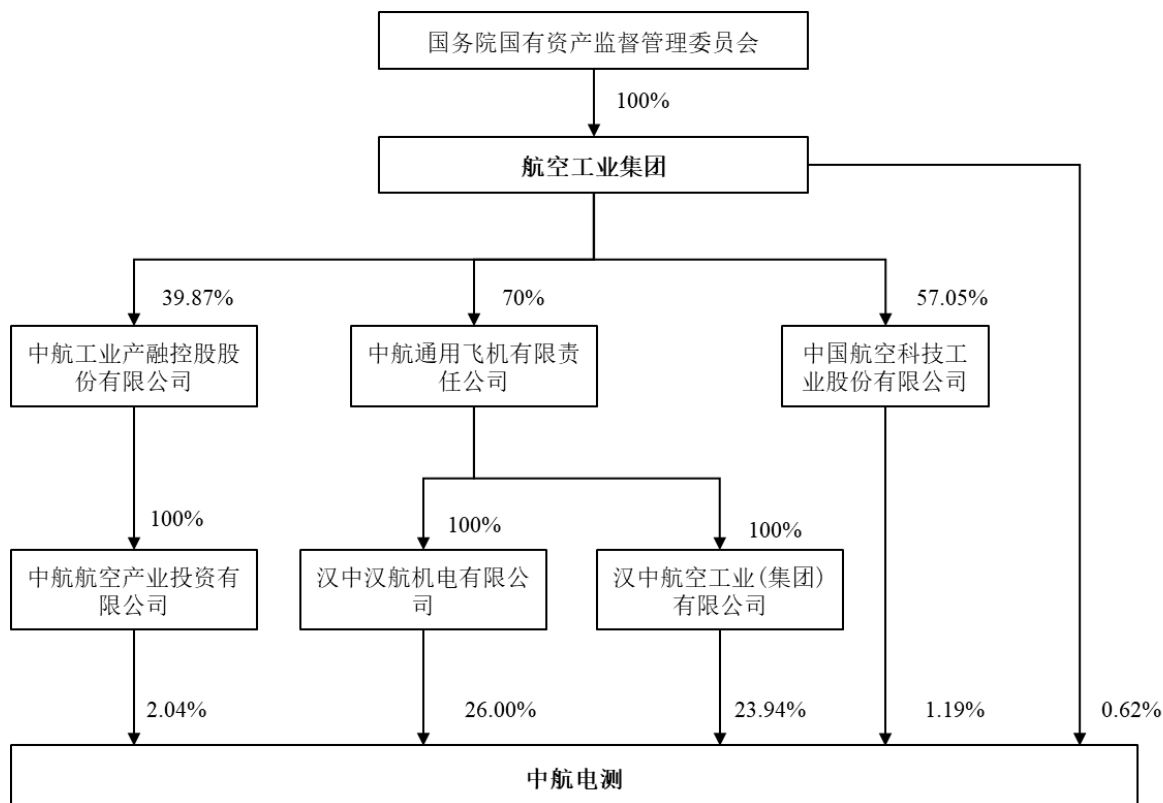 国务院国有资产监督管理委员会
100%
航空工业集团
39.87%
70%
57.05%
中航工业产融控股股
份有限公司
中航通用飞机有限责
任公司
中国航空科技工
业股份有限公司
100%
100%
100%
中航航空产业投资有
限公司
汉中汉航机电有限公
司
汉中航空工业(集团)
有限公司
2.04%
26.00%
23.94%
1.19%
0.62%
中航电测